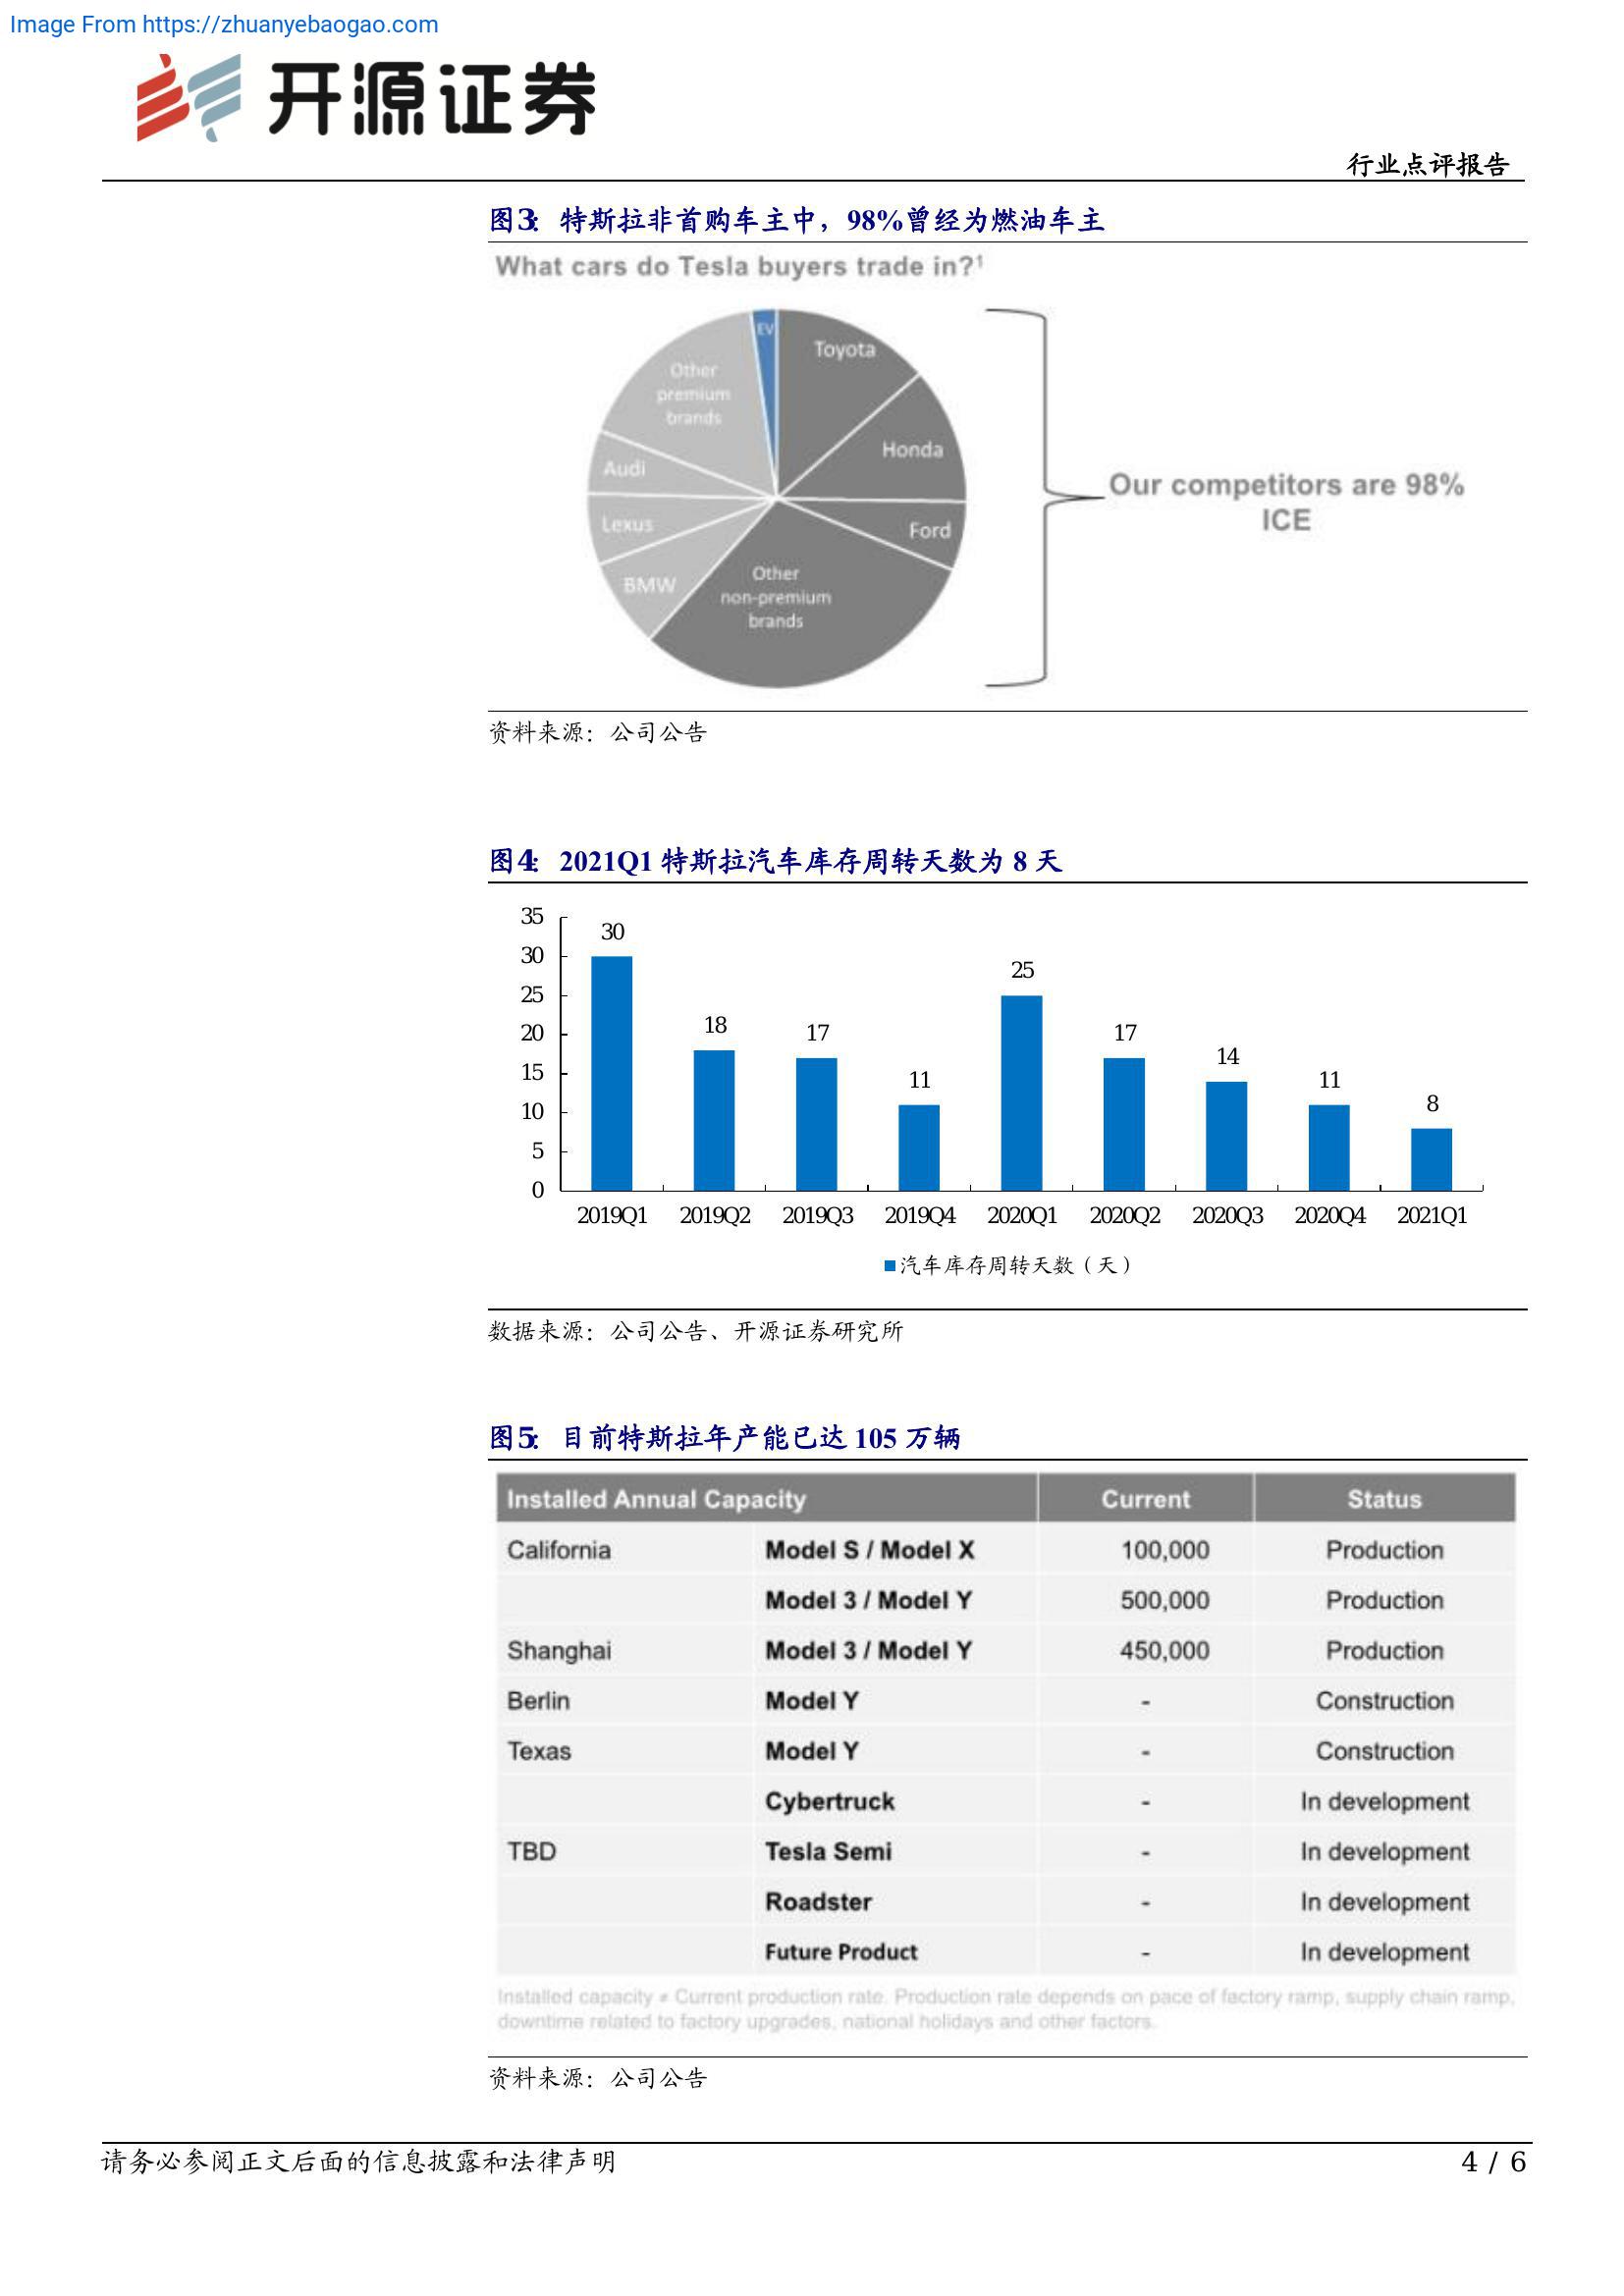 Image From https://zhuanyebaogao.com
开源证券
行业点评报告
图3： 特斯拉非首购车主中，98%曾经为燃油车主
What cars do Tesla buyers trade in?¹
EV
Toyota
Other
premium
brands
Honda
Audi
Our competitors are 98%
ICE
Lexus
Ford
BMW
Other
non-premium
brands
资料来源：公司公告
图4： 2021Q1 特斯拉汽车库存周转天数为 8 天
35
30
25
20
15
10
5
0
30
18
17
11
25
17
14
11
8
2019Q1 2019Q2 2019Q3 2019Q4 2020Q1 2020Q2 2020Q3 2020Q4 2021Q1
汽车库存周转天数（天）
数据来源：公司公告、开源证券研究所
图5： 目前特斯拉年产能已达 105 万辆
Installed Annual Capacity Current Status
California Model S / Model X 100,000 Production
Model 3 / Model Y 500,000 Production
Shanghai Model 3 / Model Y 450,000 Production
Berlin Model Y - Construction
Texas Model Y - Construction
Cybertruck - In development
TBD Tesla Semi - In development
Roadster - In development
Future Product - In development
Installed capacity ≠ Current production rate. Production rate depends on pace of factory ramp, supply chain ramp,
downtime related to factory upgrades, national holidays and other factors.
资料来源：公司公告
请务必参阅正文后面的信息披露和法律声明
4 / 6